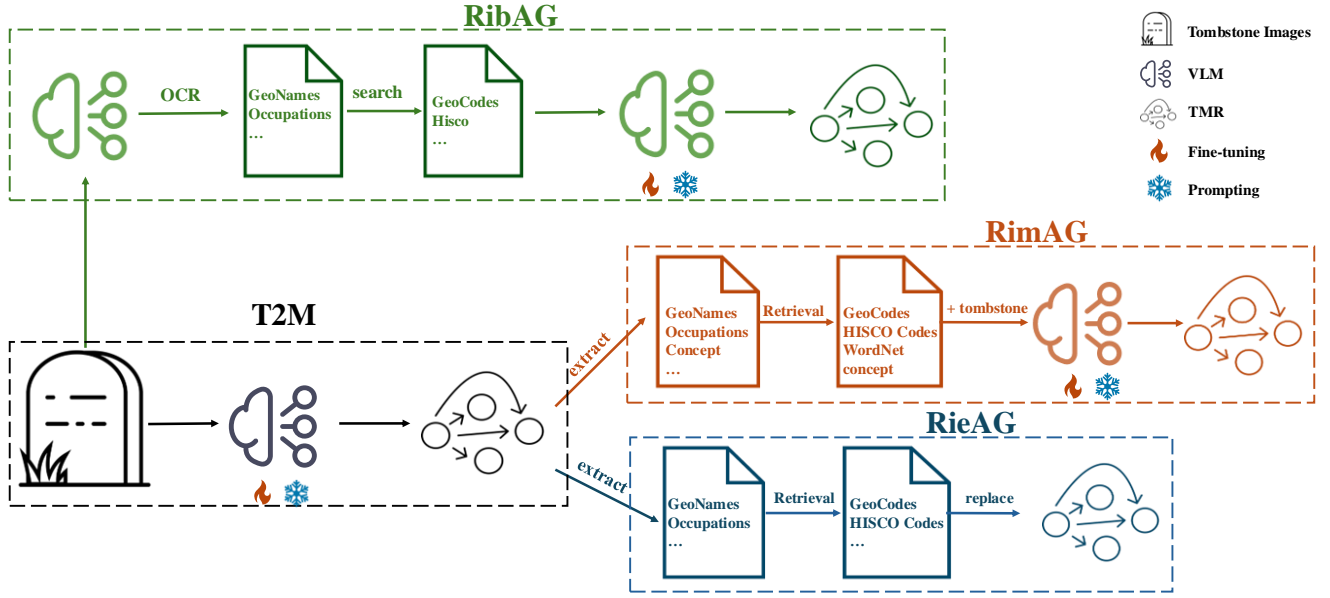 RibAG
OCR
GeoNames
Occupations
...
search
GeoCodes
Hisco
...
Tombstone Images
VLM
TMR
Fine-tuning
Prompting
T2M
extract
extract
RimAG
GeoNames
Occupations
Concept
...
Retrieval
GeoCodes
HISCO Codes
WordNet
concept
+ tombstone
RieAG
GeoNames
Occupations
...
Retrieval
GeoCodes
HISCO Codes
...
replace